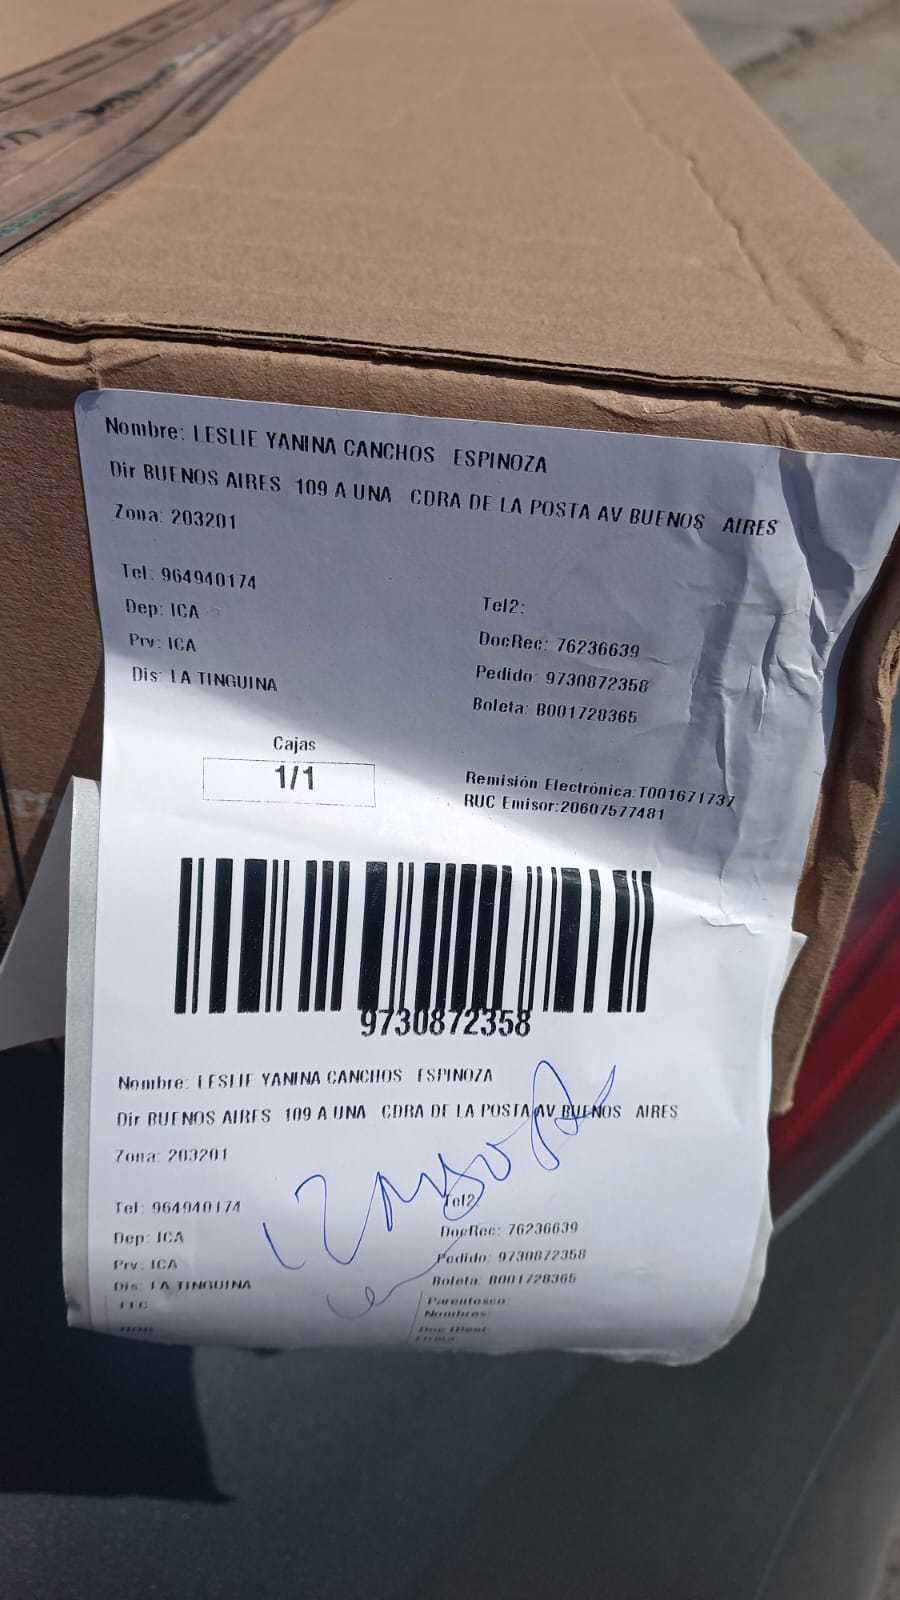 Nombre: LESLIE YANINA CANCHOS ESPINOZA
Dir BUENOS AIRES 109 A UNA CDRA DE LA POSTA AV BUENOS AIRES
Zona: 203201
Tel: 964940174
Tel2:
Dep: ICA
DocRec: 76236639
Prv: ICA
Pedido: 9730872358
Dis: LA TINGUINA
Boleta: B001728365
Cajas
1/1
Remisión Electrónica:T001671737
RUC Emisor:20607577481
9730872358
Nombre: LESLIE YANINA CANCHOS ESPINOZA
Dir BUENOS AIRES 109 A UNA CDRA DE LA POSTA AV BUENOS AIRES
Zona: 203201
Tel: 964940174
Tel2:
Dep: ICA
DocRec: 76236639
Prv: ICA
Pedido: 9730872358
Dis: LA TINGUINA
Boleta: B001728365
Parentesco:
Nombres: